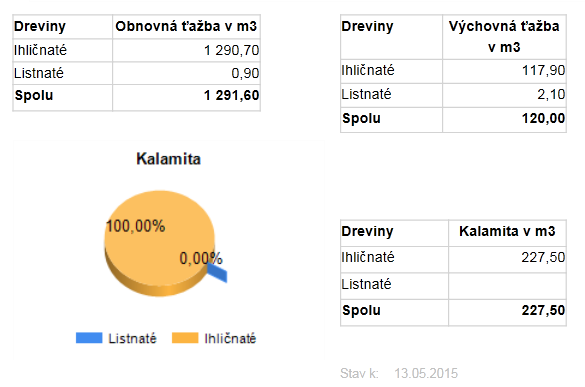 Dreviny Obnovná ťažba v m3
Ihličnaté 1 290,70
Listnaté 0,90
Spolu 1 291,60
Dreviny Výchovná ťažba
v m3
Ihličnaté 117,90
Listnaté 2,10
Spolu 120,00
Kalamita
100,00%
0,00%
Listnaté Ihličnaté
Dreviny Kalamita v m3
Ihličnaté 227,50
Listnaté
Spolu 227,50
Stav k: 13.05.2015